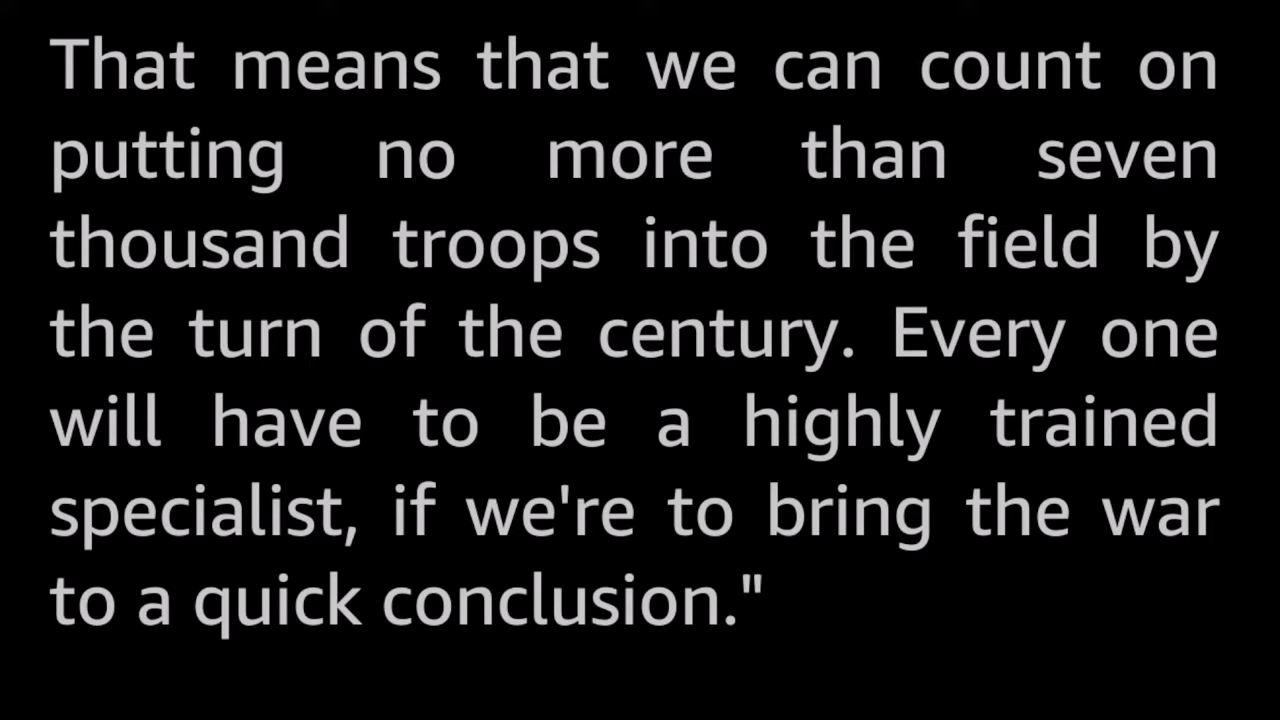 That means that we can count on
putting no more than seven
thousand troops into the field by
the turn of the century. Every one
will have to be a highly trained
specialist, if we're to bring the war
to a quick conclusion."